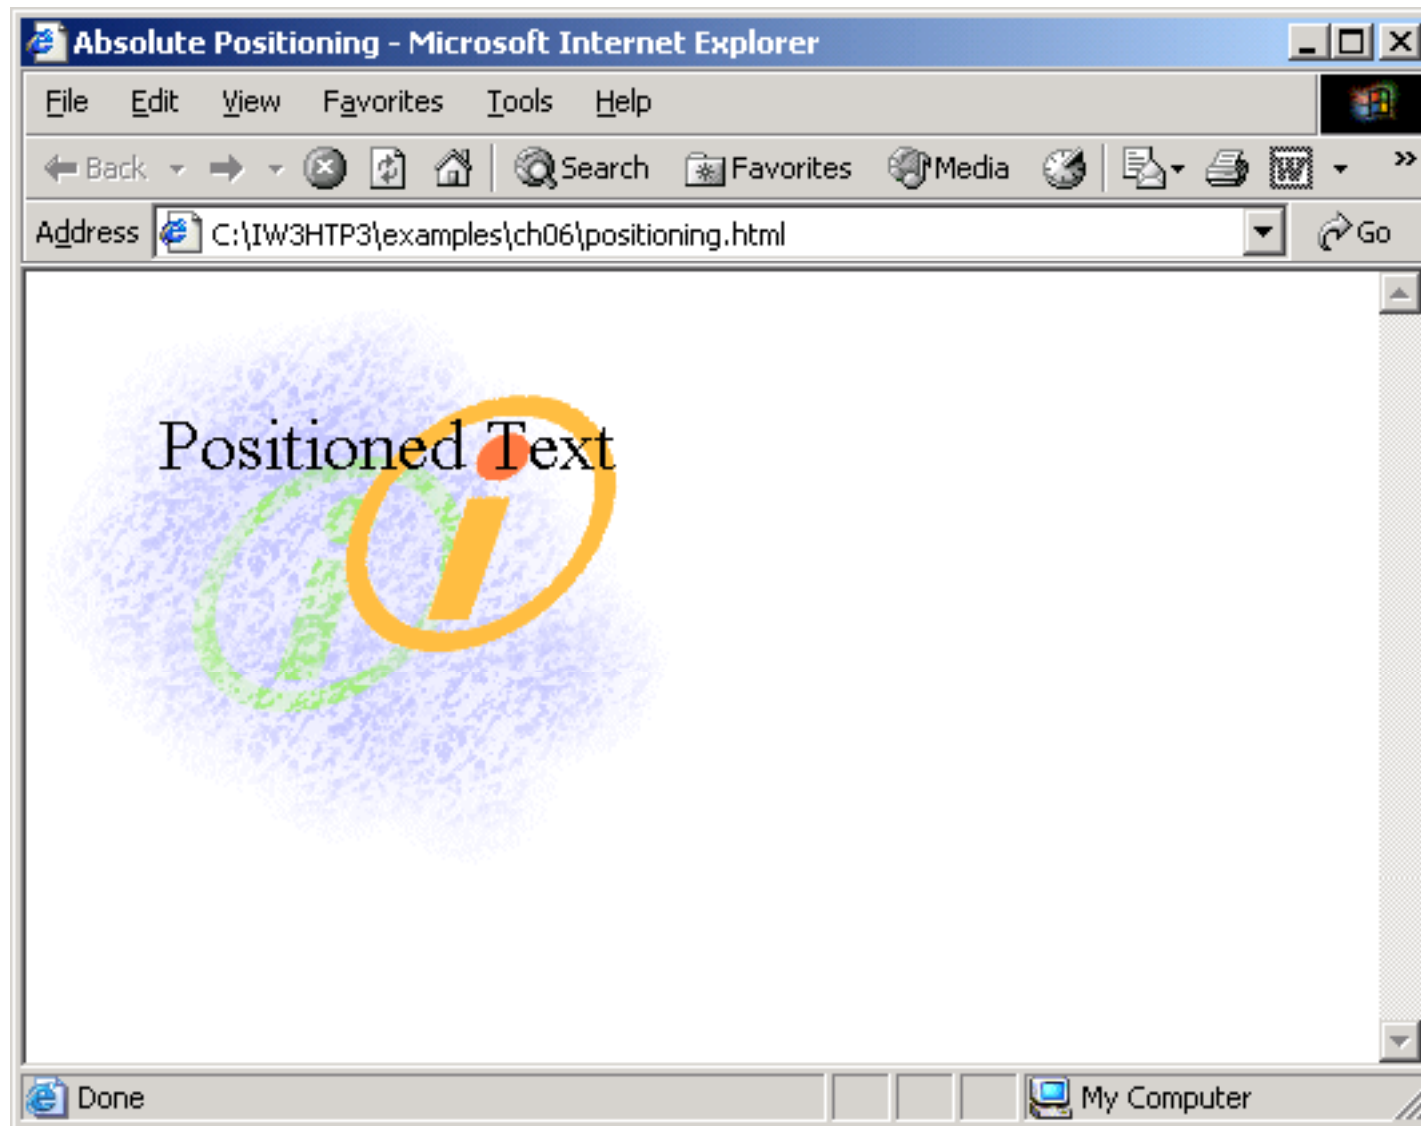 Absolute Positioning - Microsoft Internet Explorer
File Edit View Favorites Tools Help
Back Search Favorites Media W »
Address C:\IW3HTP3\examples\ch06\positioning.html Go
Positioned Text
i
i
Done My Computer